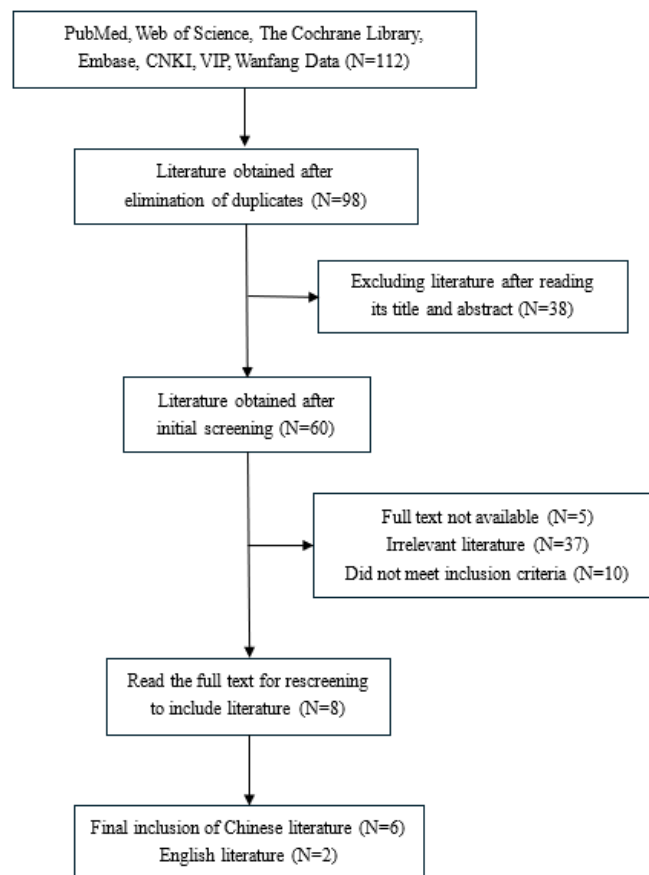 PubMed, Web of Science, The Cochrane Library,
Embase, CNKI, VIP, Wanfang Data (N=112)
Literature obtained after
elimination of duplicates (N=98)
Excluding literature after reading
its title and abstract (N=38)
Literature obtained after
initial screening (N=60)
Full text not available (N=5)
Irrelevant literature (N=37)
Did not meet inclusion criteria (N=10)
Read the full text for rescreening
to include literature (N=8)
Final inclusion of Chinese literature (N=6)
English literature (N=2)